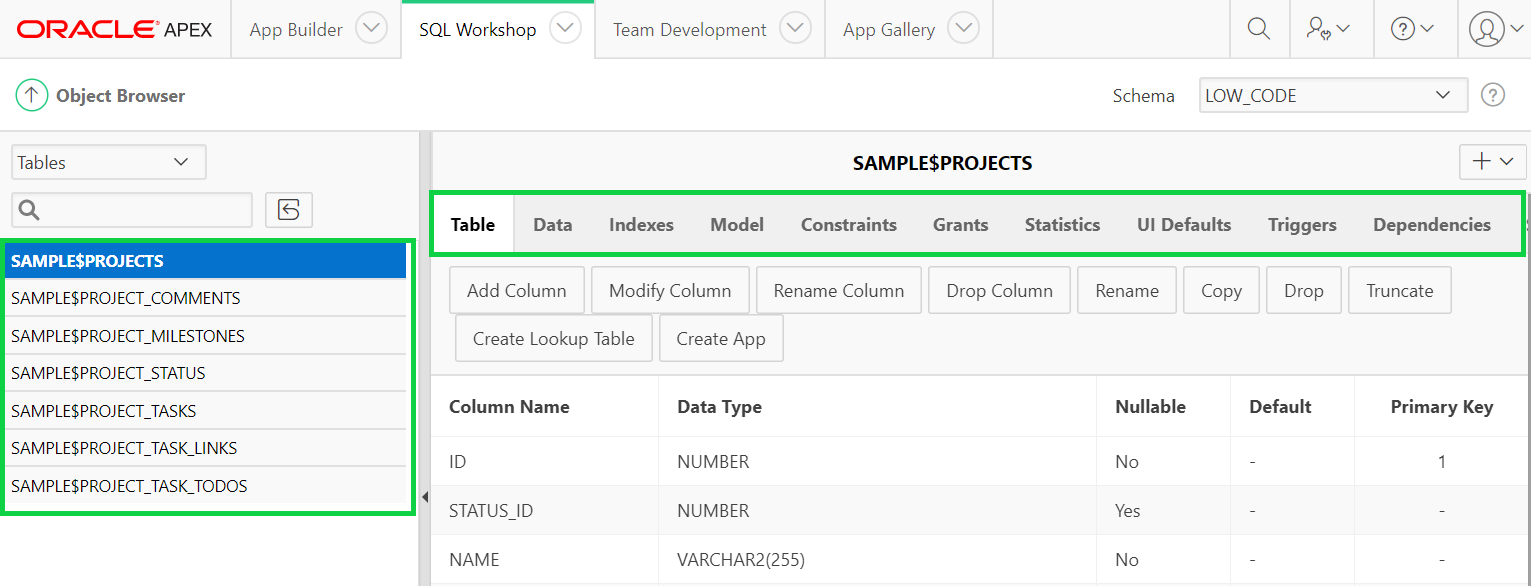 ORACLE® APEX App Builder SQL Workshop Team Development App Gallery
Object Browser Schema LOW_CODE
Tables
SAMPLE$PROJECTS
SAMPLE$PROJECT_COMMENTS
SAMPLE$PROJECT_MILESTONES
SAMPLE$PROJECT_STATUS
SAMPLE$PROJECT_TASKS
SAMPLE$PROJECT_TASK_LINKS
SAMPLE$PROJECT_TASK_TODOS
SAMPLE$PROJECTS
Table Data Indexes Model Constraints Grants Statistics UI Defaults Triggers Dependencies
Add Column Modify Column Rename Column Drop Column Rename Copy Drop Truncate
Create Lookup Table Create App
Column Name Data Type Nullable Default Primary Key
ID NUMBER No - 1
STATUS_ID NUMBER Yes - -
NAME VARCHAR2(255) No - -